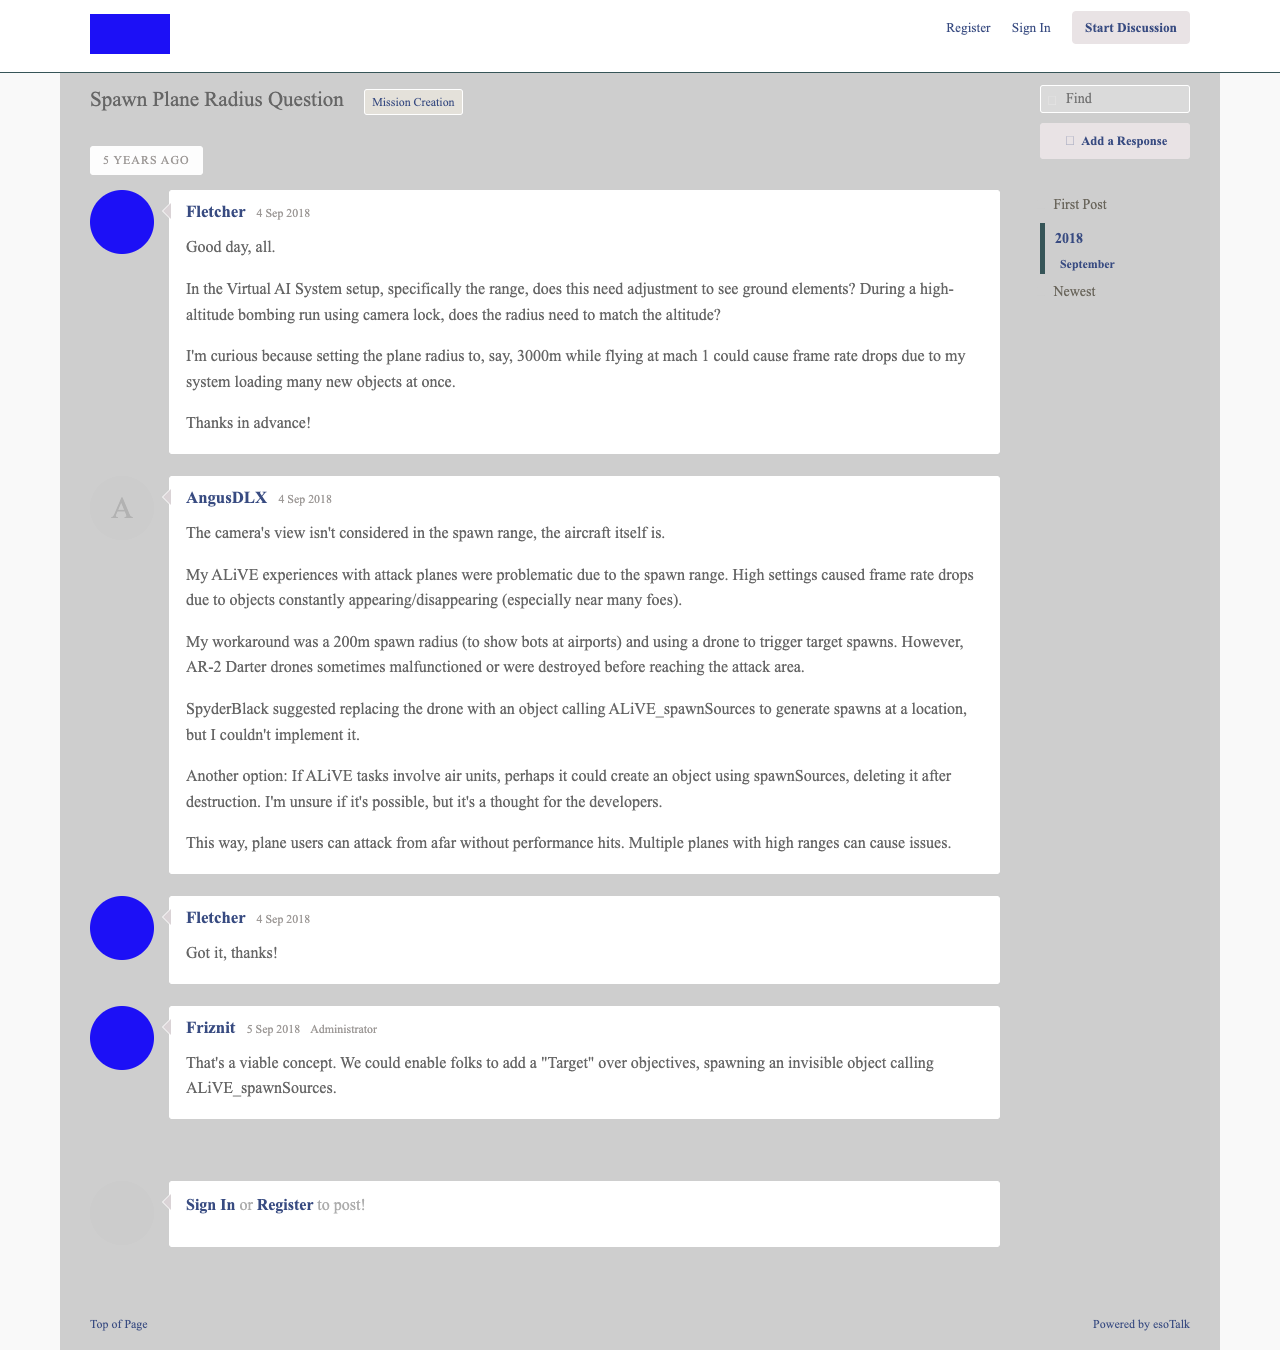 Register
Sign In
Start Discussion
Spawn Plane Radius Question
Mission Creation
Find
Add a Response
5 YEARS AGO
First Post
2018
September
Newest
Fletcher 4 Sep 2018
Good day, all.
In the Virtual AI System setup, specifically the range, does this need adjustment to see ground elements? During a high-
altitude bombing run using camera lock, does the radius need to match the altitude?
I'm curious because setting the plane radius to, say, 3000m while flying at mach 1 could cause frame rate drops due to my
system loading many new objects at once.
Thanks in advance!
A
AngusDLX 4 Sep 2018
The camera's view isn't considered in the spawn range, the aircraft itself is.
My ALiVE experiences with attack planes were problematic due to the spawn range. High settings caused frame rate drops
due to objects constantly appearing/disappearing (especially near many foes).
My workaround was a 200m spawn radius (to show bots at airports) and using a drone to trigger target spawns. However,
AR-2 Darter drones sometimes malfunctioned or were destroyed before reaching the attack area.
SpyderBlack suggested replacing the drone with an object calling ALiVE_spawnSources to generate spawns at a location,
but I couldn't implement it.
Another option: If ALiVE tasks involve air units, perhaps it could create an object using spawnSources, deleting it after
destruction. I'm unsure if it's possible, but it's a thought for the developers.
This way, plane users can attack from afar without performance hits. Multiple planes with high ranges can cause issues.
Fletcher 4 Sep 2018
Got it, thanks!
Friznit 5 Sep 2018 Administrator
That's a viable concept. We could enable folks to add a "Target" over objectives, spawning an invisible object calling
ALiVE_spawnSources.
Sign In or Register to post!
Top of Page
Powered by esoTalk